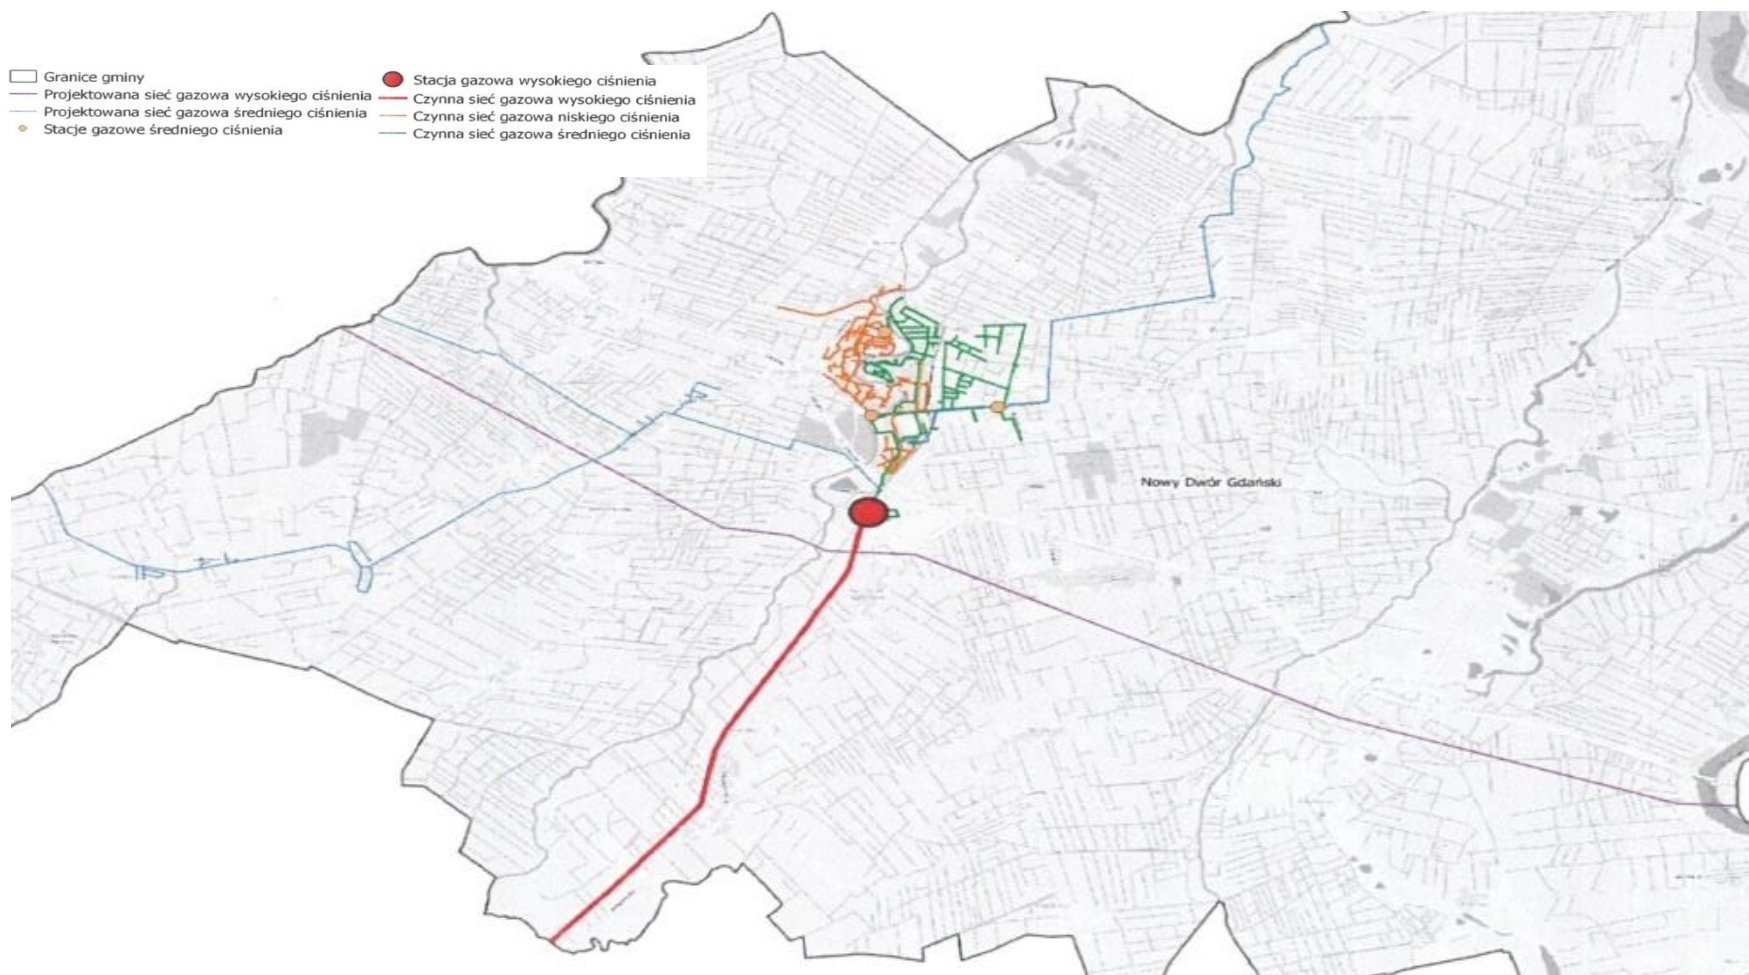 Granice gminy
Projektowana sieć gazowa wysokiego ciśnienia
Projektowana sieć gazowa średniego ciśnienia
Stacje gazowe średniego ciśnienia
Stacja gazowa wysokiego ciśnienia
Czynna sieć gazowa wysokiego ciśnienia
Czynna sieć gazowa niskiego ciśnienia
Czynna sieć gazowa średniego ciśnienia
Nowy Dwór Gdański